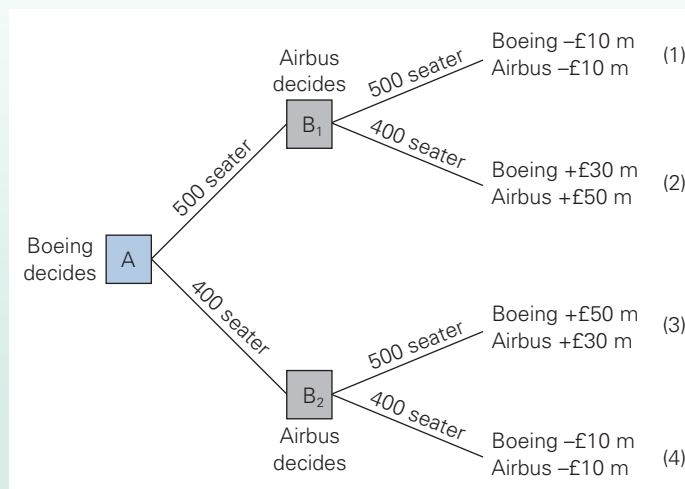 Airbus
decides
B₁
500 seater
Boeing –£10 m
Airbus –£10 m
(1)
400 seater
Boeing +£30 m
Airbus +£50 m
(2)
500 seater
Boeing
decides
A
400 seater
500 seater
Boeing +£50 m
Airbus +£30 m
(3)
B₂
Airbus
decides
400 seater
Boeing –£10 m
Airbus –£10 m
(4)